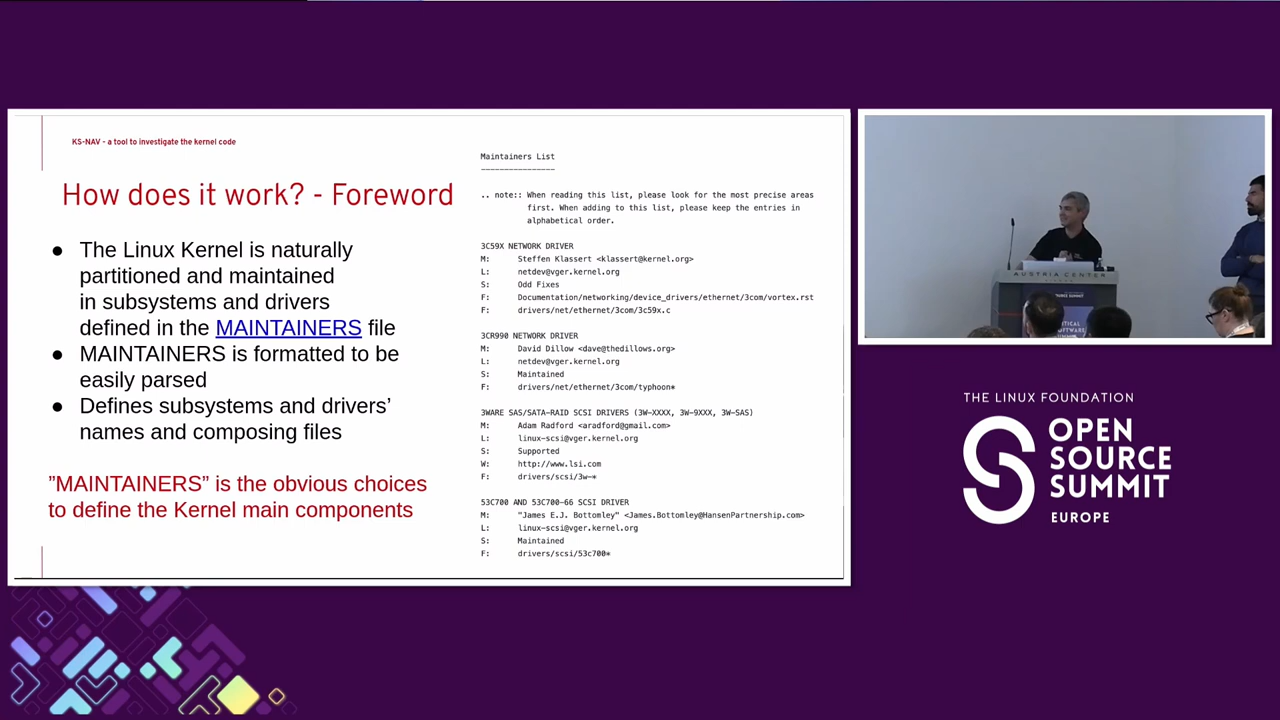 KS-NAV - a tool to investigate the kernel code
How does it work? - Foreword
● The Linux Kernel is naturally
partitioned and maintained
in subsystems and drivers
defined in the MAINTAINERS file
● MAINTAINERS is formatted to be
easily parsed
● Defines subsystems and drivers’
names and composing files
”MAINTAINERS” is the obvious choices
to define the Kernel main components
Maintainers List
----------------
.. note:: When reading this list, please look for the most precise areas
first. When adding to this list, please keep the entries in
alphabetical order.
3C59X NETWORK DRIVER
M: Steffen Klassert <klassert@kernel.org>
L: netdev@vger.kernel.org
S: Odd Fixes
F: Documentation/networking/device_drivers/ethernet/3com/vortex.rst
F: drivers/net/ethernet/3com/3c59x.c
3CR990 NETWORK DRIVER
M: David Dillow <dave@thedillows.org>
L: netdev@vger.kernel.org
S: Maintained
F: drivers/net/ethernet/3com/typhoon*
3WARE SAS/SATA-RAID SCSI DRIVERS (3W-XXXX, 3W-9XXX, 3W-SAS)
M: Adam Radford <aradford@gmail.com>
L: linux-scsi@vger.kernel.org
S: Supported
W: http://www.lsi.com
F: drivers/scsi/3w-*
53C700 AND 53C700-66 SCSI DRIVER
M: "James E.J. Bottomley" <James.Bottomley@HansenPartnership.com>
L: linux-scsi@vger.kernel.org
S: Maintained
F: drivers/scsi/53c700*
AUSTRIA CENTER
THE LINUX FOUNDATION
OPEN
SOURCE
SUMMIT
EUROPE